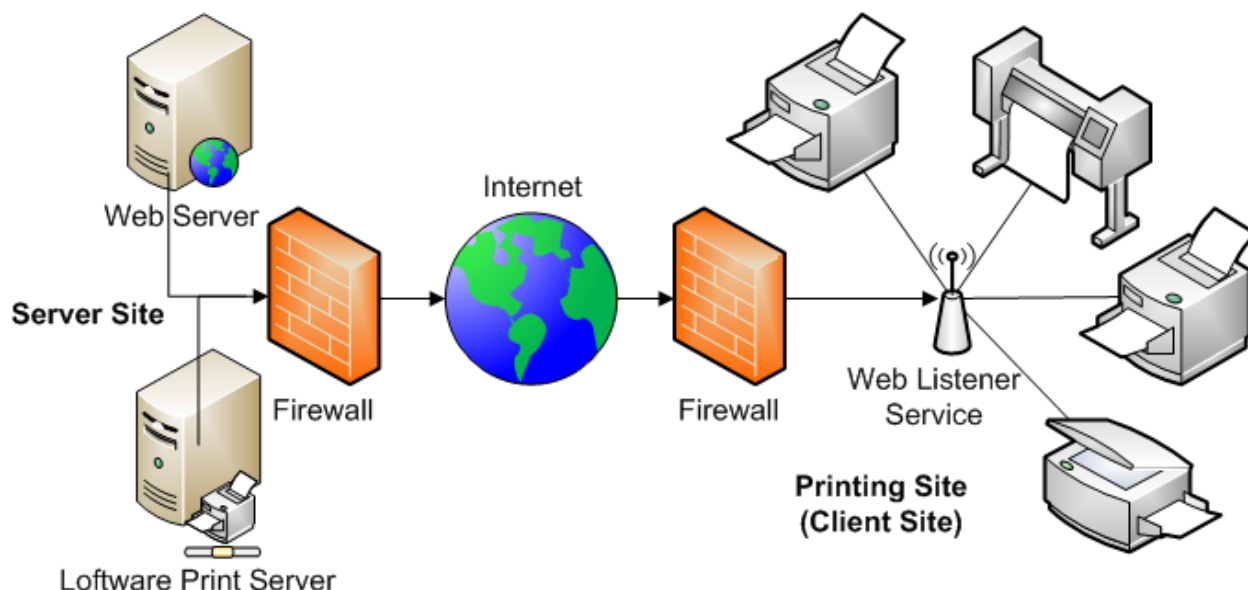 Web Server
Server Site
Loftware Print Server
Firewall
Internet
Firewall
Web Listener
Service
Printing Site
(Client Site)